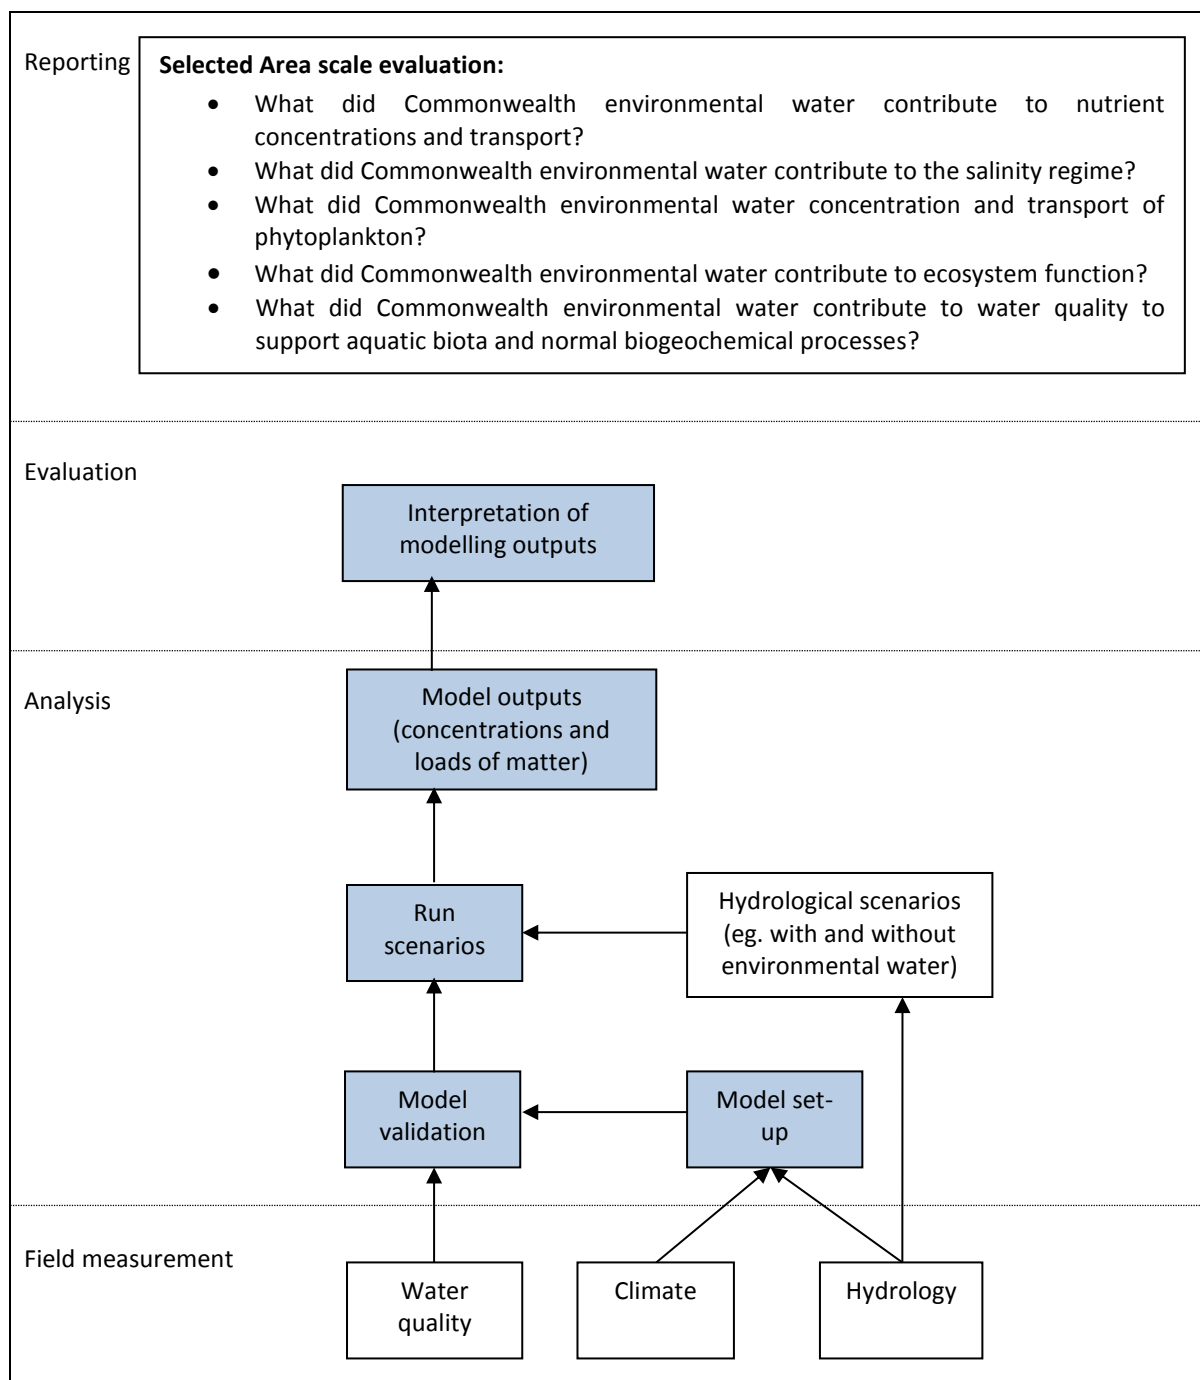 Reporting
Selected Area scale evaluation:
• What did Commonwealth environmental water contribute to nutrient
concentrations and transport?
• What did Commonwealth environmental water contribute to the salinity regime?
• What did Commonwealth environmental water concentration and transport of
phytoplankton?
• What did Commonwealth environmental water contribute to ecosystem function?
• What did Commonwealth environmental water contribute to water quality to
support aquatic biota and normal biogeochemical processes?
Evaluation
Interpretation of
modelling outputs
Analysis
Model outputs
(concentrations and
loads of matter)
Run
scenarios
Hydrological scenarios
(eg. with and without
environmental water)
Model
validation
Model set-
up
Field measurement
Water
quality
Climate
Hydrology